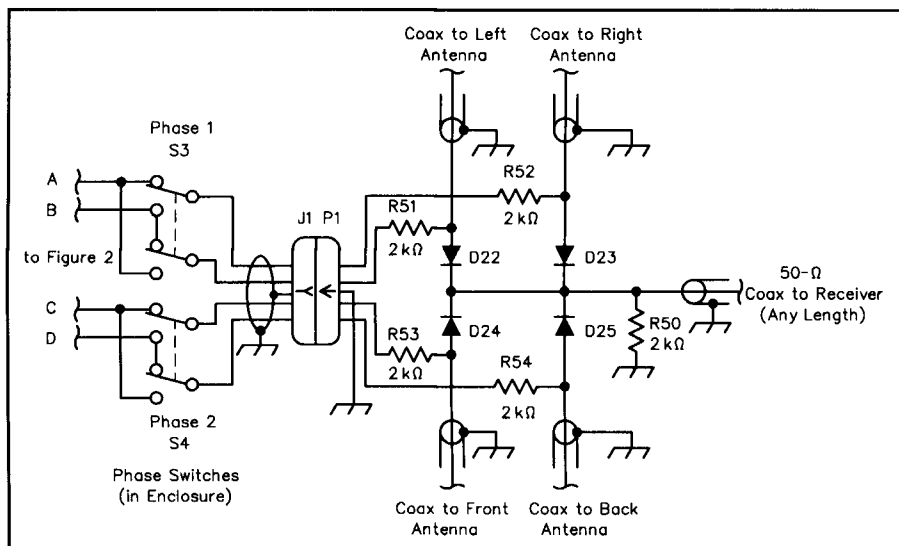 Coax to Left
Antenna
Coax to Right
Antenna
Phase 1
S3
A
B
to Figure 2
C
D
Phase 2
S4
Phase Switches
(in Enclosure)
J1 P1
R51
2 kΩ
R52
2 kΩ
D22
D23
D24
D25
R53
2 kΩ
R54
2 kΩ
R50
2 kΩ
50-Ω
Coax to Receiver
(Any Length)
Coax to Front
Antenna
Coax to Back
Antenna